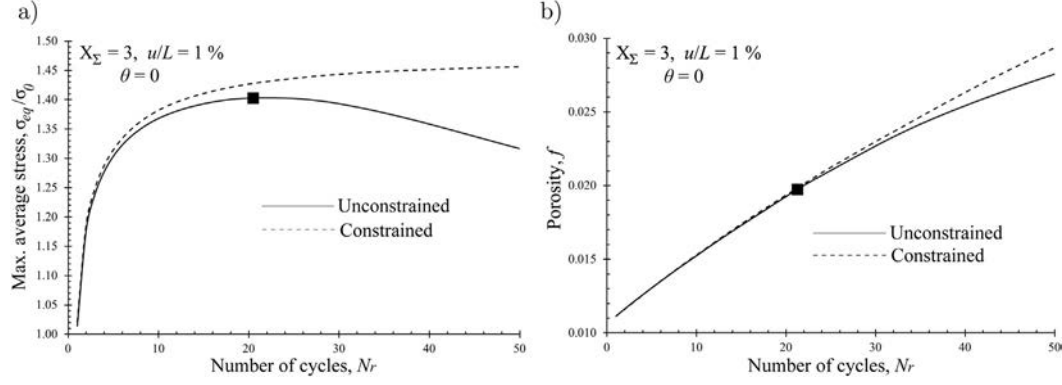 a)
1.50
1.45
1.40
1.35
1.30
1.25
1.20
1.15
1.10
1.05
1.00
Max. average stress, σeq/σ0
X_Σ = 3, u/L = 1 %
θ = 0
Unconstrained
Constrained
0 10 20 30 40 50
Number of cycles, Nr
b)
0.030
0.025
0.020
0.015
0.010
Porosity, f
X_Σ = 3, u/L = 1 %
θ = 0
Unconstrained
Constrained
0 10 20 30 40 50
Number of cycles, Nr